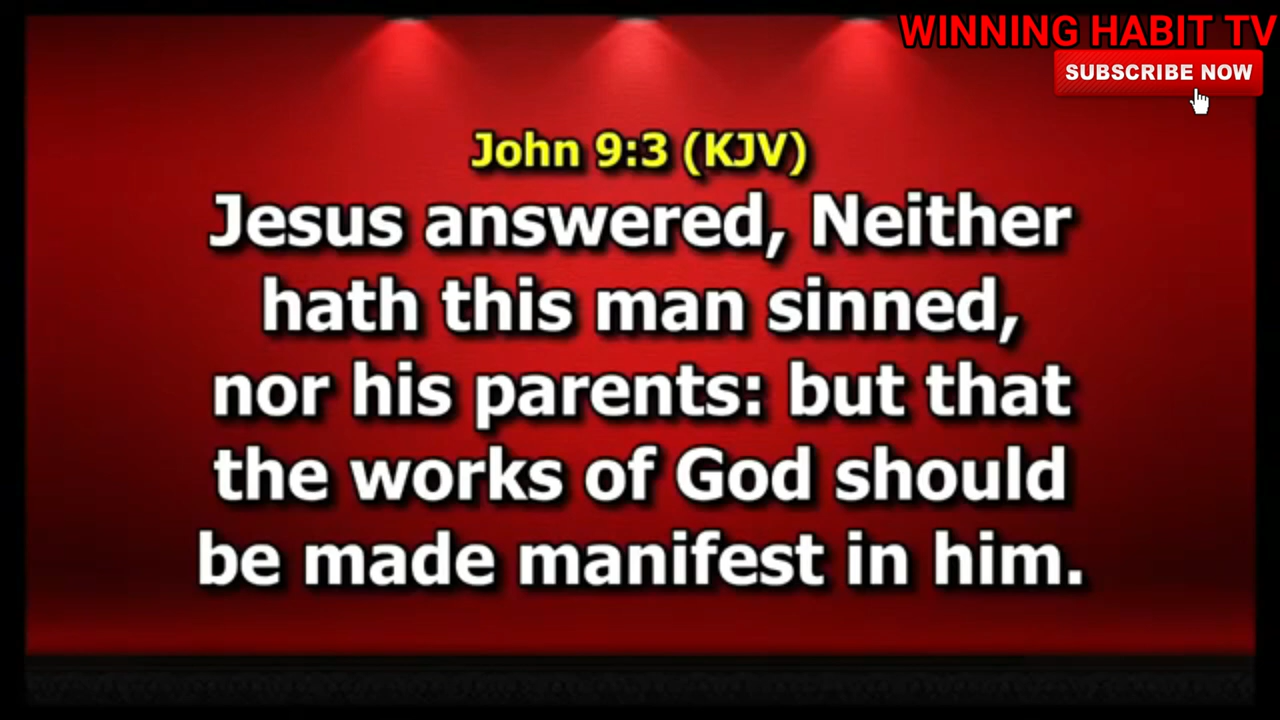 WINNING HABIT TV
SUBSCRIBE NOW
John 9:3 (KJV)
Jesus answered, Neither
hath this man sinned,
nor his parents: but that
the works of God should
be made manifest in him.